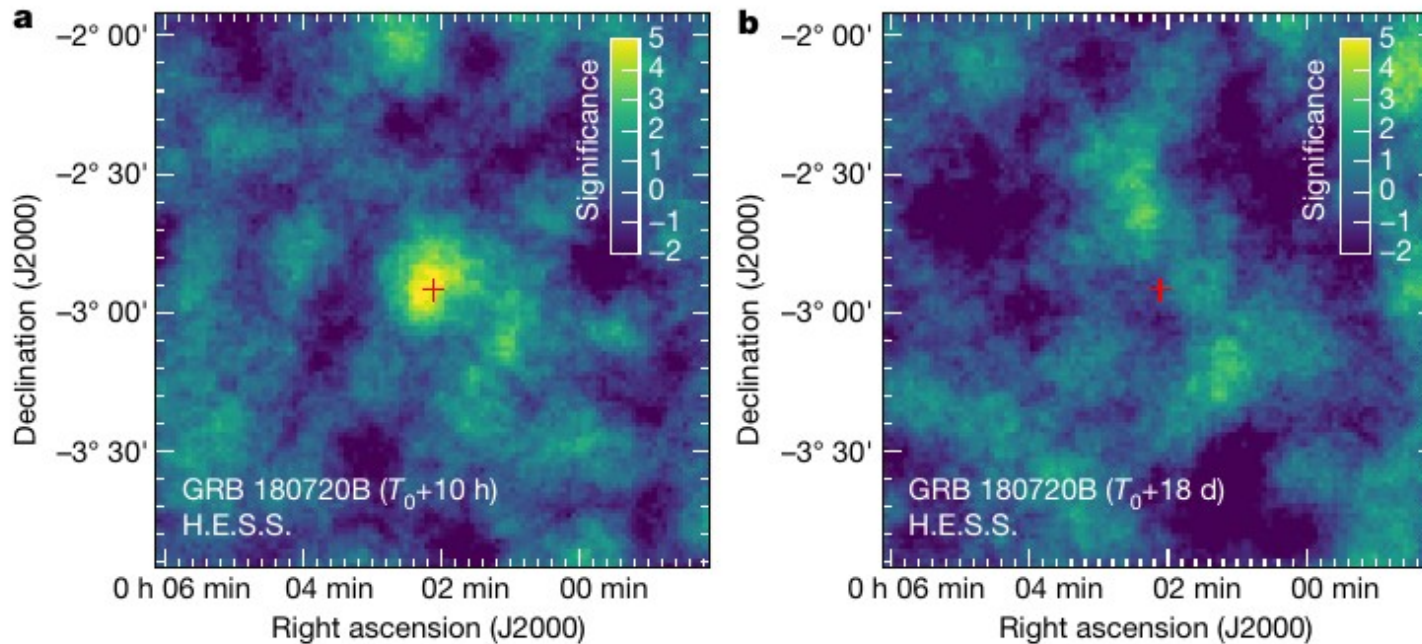 a
−2° 00'
−2° 30'
−3° 00'
−3° 30'
Declination (J2000)
Significance
5
4
3
2
1
0
−1
−2
GRB 180720B (T0+10 h)
H.E.S.S.
0 h 06 min 04 min 02 min 00 min
Right ascension (J2000)
b
−2° 00'
−2° 30'
−3° 00'
−3° 30'
Declination (J2000)
Significance
5
4
3
2
1
0
−1
−2
GRB 180720B (T0+18 d)
H.E.S.S.
0 h 06 min 04 min 02 min 00 min
Right ascension (J2000)